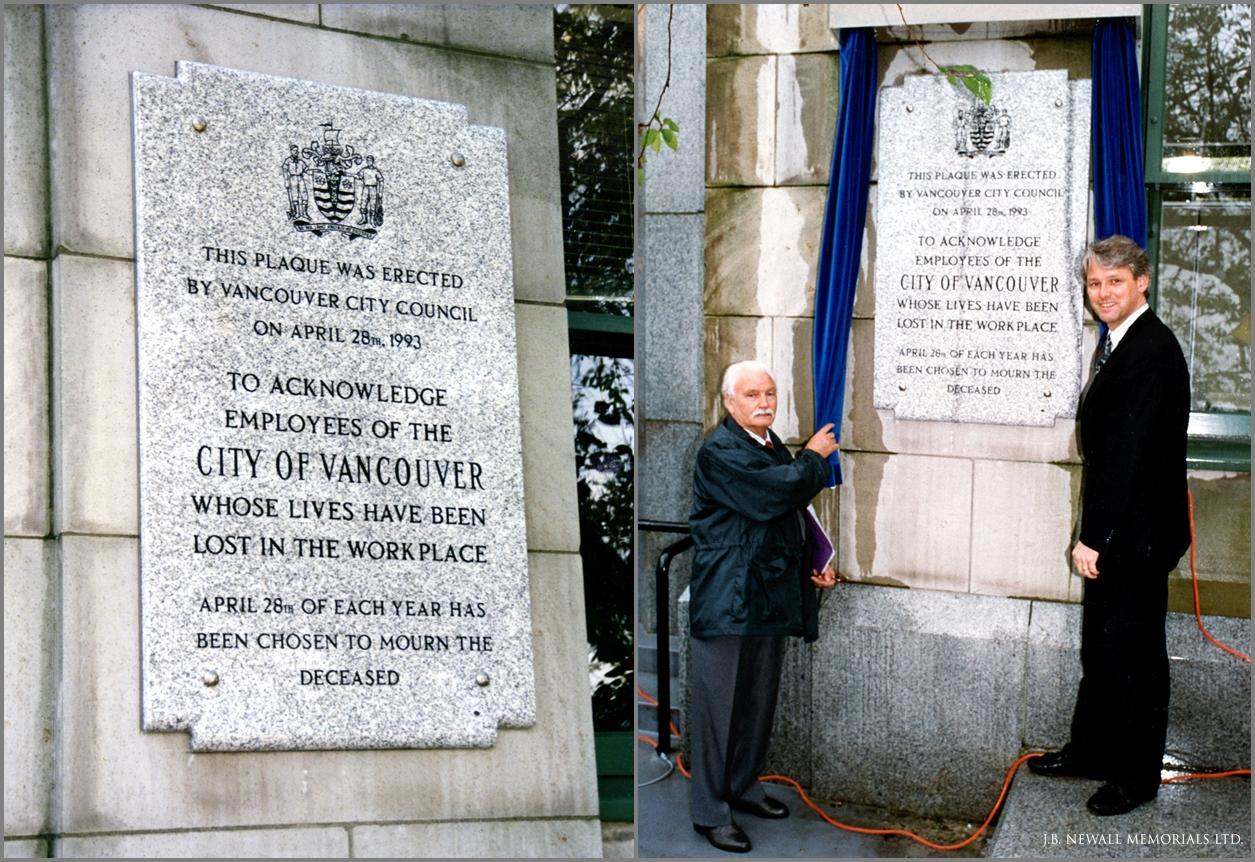 THIS PLAQUE WAS ERECTED
BY VANCOUVER CITY COUNCIL
ON APRIL 28TH, 1993
TO ACKNOWLEDGE
EMPLOYEES OF THE
CITY OF VANCOUVER
WHOSE LIVES HAVE BEEN
LOST IN THE WORKPLACE
APRIL 28TH OF EACH YEAR HAS
BEEN CHOSEN TO MOURN THE
DECEASED
THIS PLAQUE WAS ERECTED
BY VANCOUVER CITY COUNCIL
ON APRIL 28TH, 1993
TO ACKNOWLEDGE
EMPLOYEES OF THE
CITY OF VANCOUVER
WHOSE LIVES HAVE BEEN
LOST IN THE WORKPLACE
APRIL 28TH OF EACH YEAR HAS
BEEN CHOSEN TO MOURN THE
DECEASED
J.B. NEWALL MEMORIALS LTD.